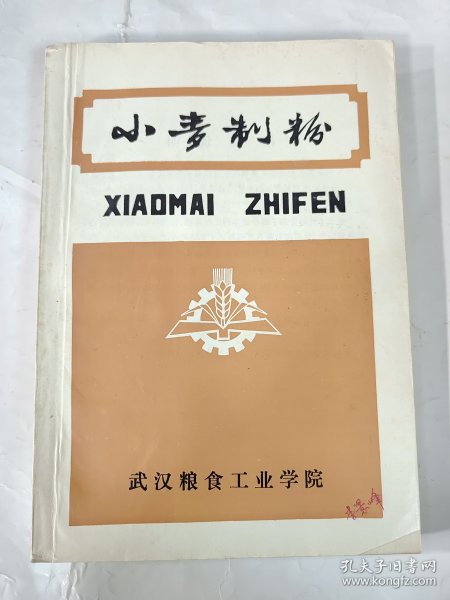 小麦制粉
XIAOMAI ZHIFEN
武汉粮食工业学院
孔夫子旧书网
www.kongfz.com